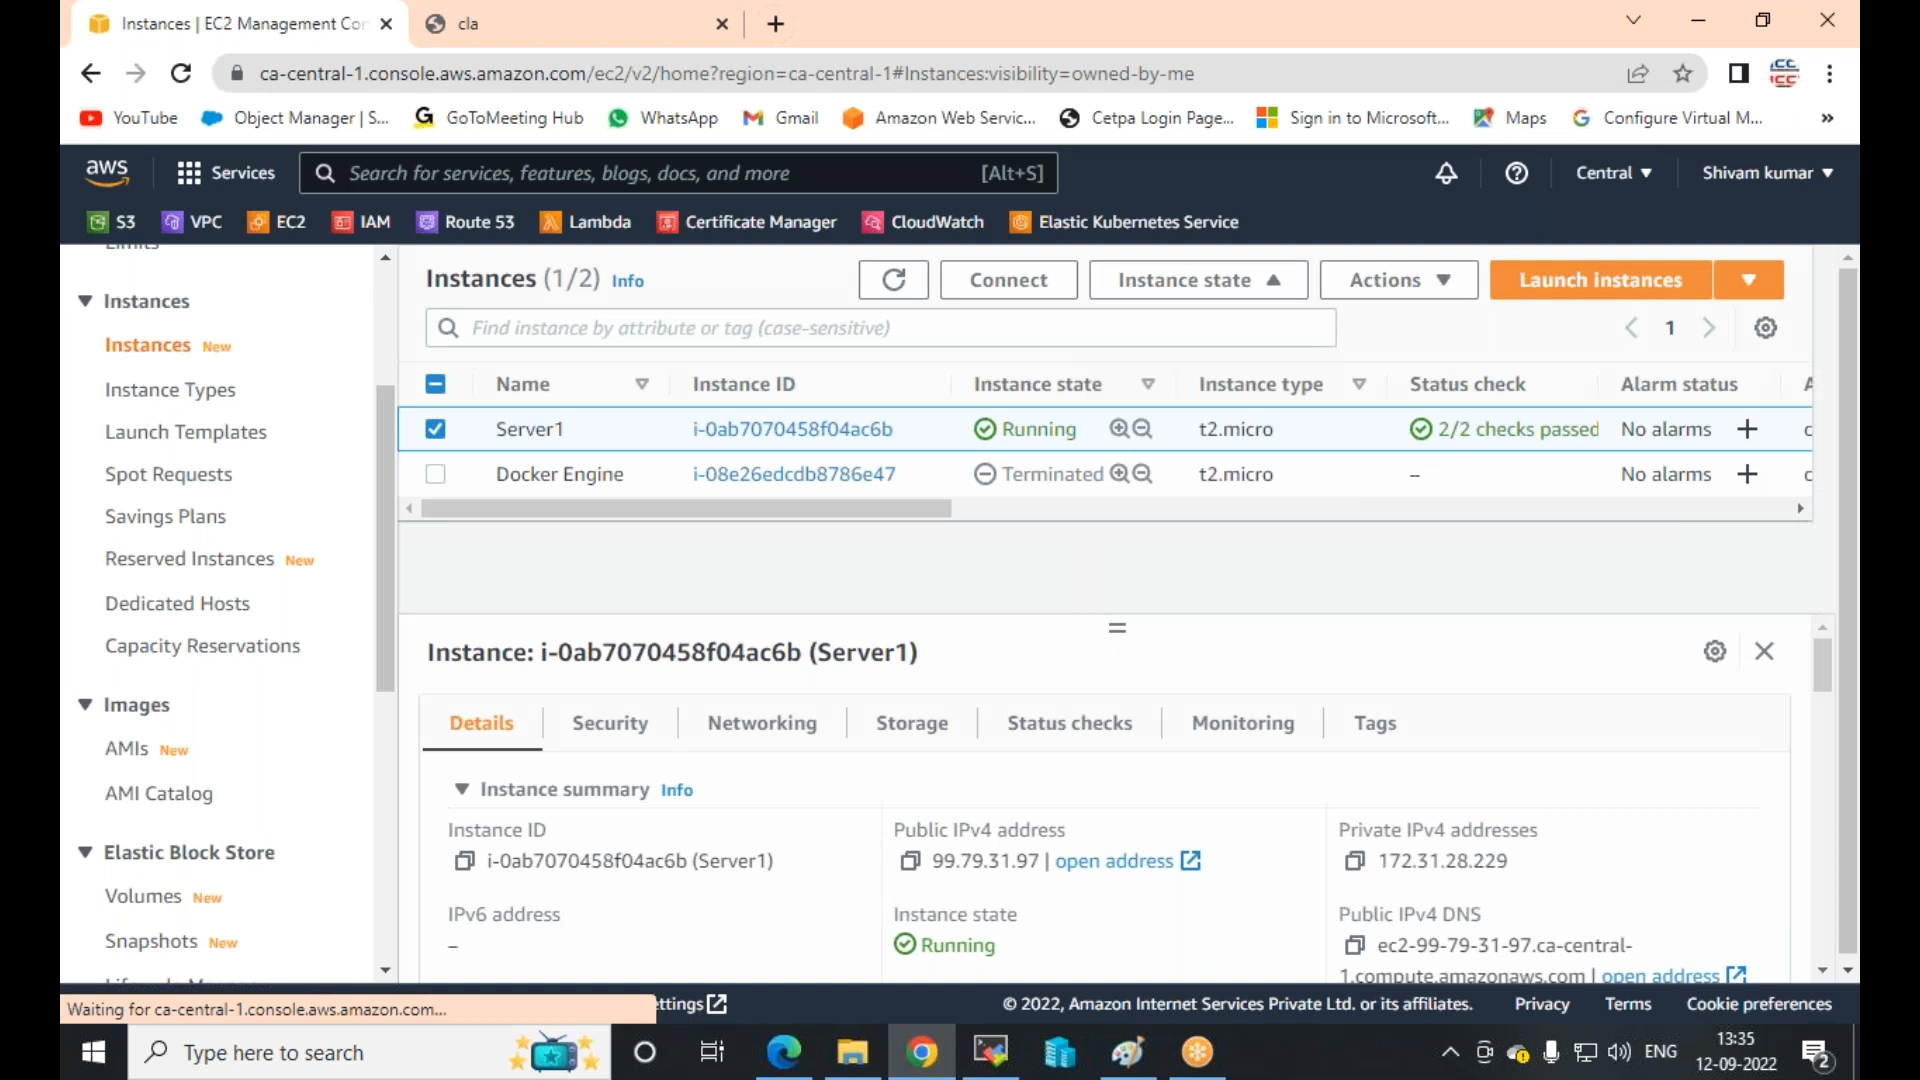 Instances | EC2 Management Con
cla
ca-central-1.console.aws.amazon.com/ec2/v2/home?region=ca-central-1#Instances:visibility=owned-by-me
YouTube
Object Manager | S...
GoToMeeting Hub
WhatsApp
Gmail
Amazon Web Servic...
Cetpa Login Page...
Sign in to Microsoft...
Maps
Configure Virtual M...
»
aws
Services
Search for services, features, blogs, docs, and more
[Alt+S]
Central
Shivam kumar
S3
VPC
EC2
IAM
Route 53
Lambda
Certificate Manager
CloudWatch
Elastic Kubernetes Service
Limits
Instances
Instances New
Instance Types
Launch Templates
Spot Requests
Savings Plans
Reserved Instances New
Dedicated Hosts
Capacity Reservations
Images
AMIs New
AMI Catalog
Elastic Block Store
Volumes New
Snapshots New
Instances (1/2) Info
Connect
Instance state
Actions
Launch instances
Find instance by attribute or tag (case-sensitive)
1
Name Instance ID Instance state Instance type Status check Alarm status A
Server1 i-0ab7070458f04ac6b Running t2.micro 2/2 checks passed No alarms + c
Docker Engine i-08e26edcdb8786e47 Terminated t2.micro – No alarms + c
Instance: i-0ab7070458f04ac6b (Server1)
Details
Security
Networking
Storage
Status checks
Monitoring
Tags
Instance summary Info
Instance ID
i-0ab7070458f04ac6b (Server1)
Public IPv4 address
99.79.31.97 | open address
Private IPv4 addresses
172.31.28.229
IPv6 address
–
Instance state
Running
Public IPv4 DNS
ec2-99-79-31-97.ca-central-
1.compute.amazonaws.com | open address
Waiting for ca-central-1.console.aws.amazon.com...
ettings
© 2022, Amazon Internet Services Private Ltd. or its affiliates.
Privacy
Terms
Cookie preferences
Type here to search
ENG
13:35
12-09-2022
2